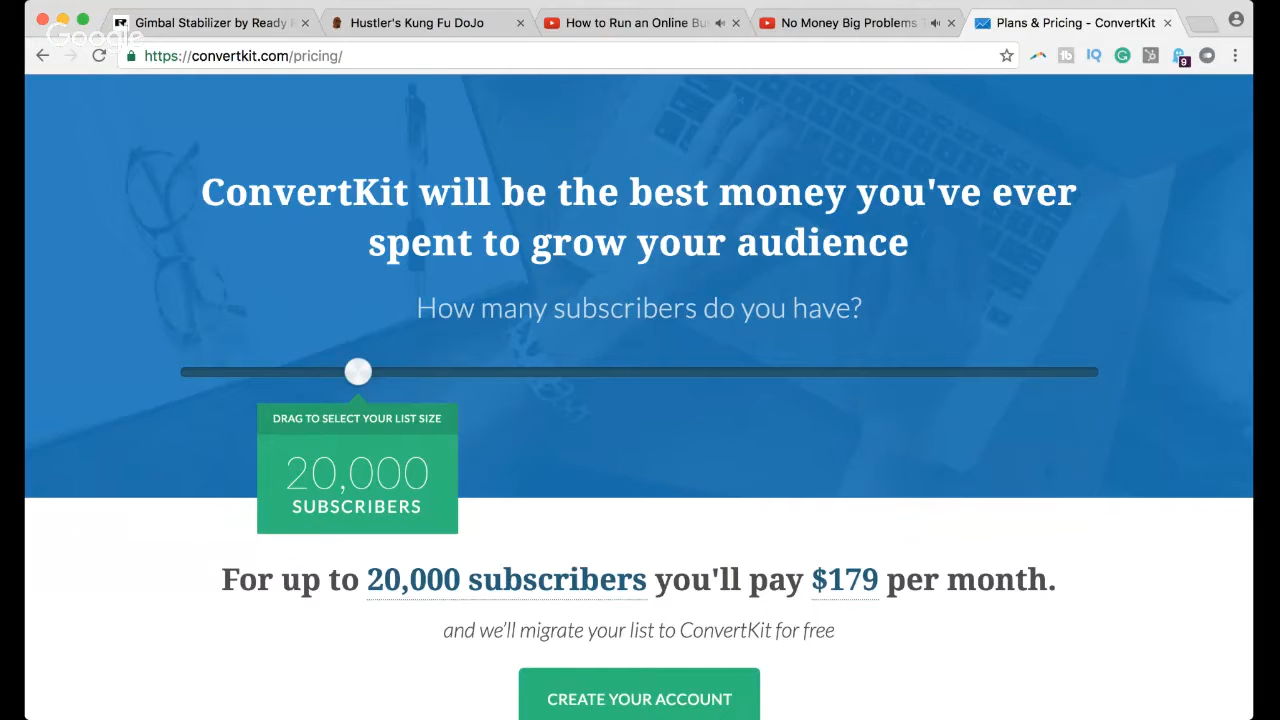 Gimbal Stabilizer by Ready
Hustler's Kung Fu DoJo
How to Run an Online Bu
No Money Big Problems
Plans & Pricing - ConvertKit
Google
https://convertkit.com/pricing/
tb
IQ
G
9
ConvertKit will be the best money you've ever
spent to grow your audience
How many subscribers do you have?
DRAG TO SELECT YOUR LIST SIZE
20,000
SUBSCRIBERS
For up to 20,000 subscribers you'll pay $179 per month.
and we'll migrate your list to ConvertKit for free
CREATE YOUR ACCOUNT